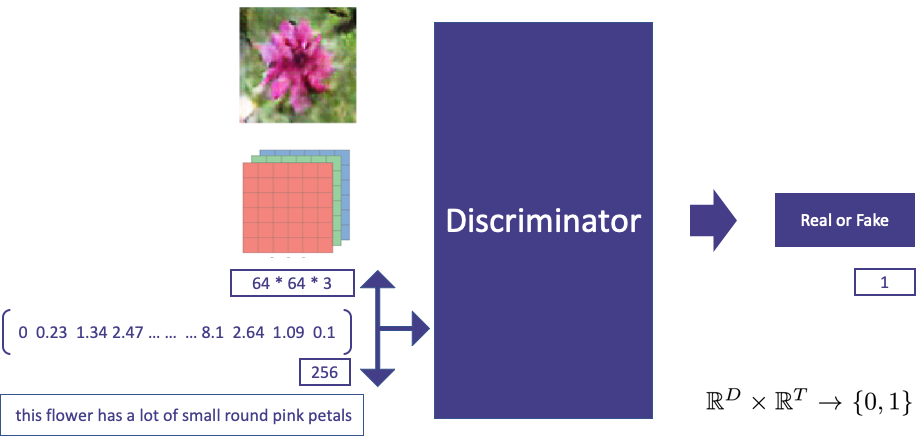 Discriminator
Real or Fake
64 * 64 * 3
1
0 0.23 1.34 2.47 ... ... ... 8.1 2.64 1.09 0.1
256
this flower has a lot of small round pink petals
ℝ^D × ℝ^T → {0, 1}